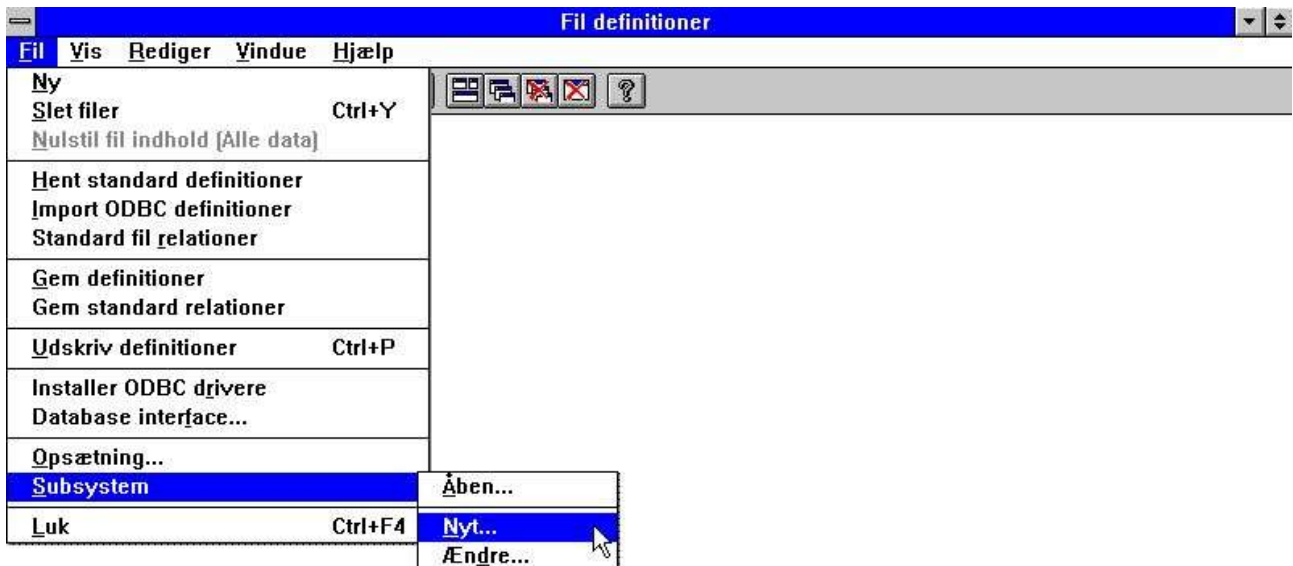 Fil definitioner
Fil Vis Rediger Vindue Hjælp
Ny
Slet filer Ctrl+Y
Nulstil fil indhold (Alle data)
Hent standard definitioner
Import ODBC definitioner
Standard fil relationer
Gem definitioner
Gem standard relationer
Udskriv definitioner Ctrl+P
Installer ODBC drivere
Database interface...
Opsætning...
Subsystem
Luk Ctrl+F4
Åben...
Nyt...
Ændre...